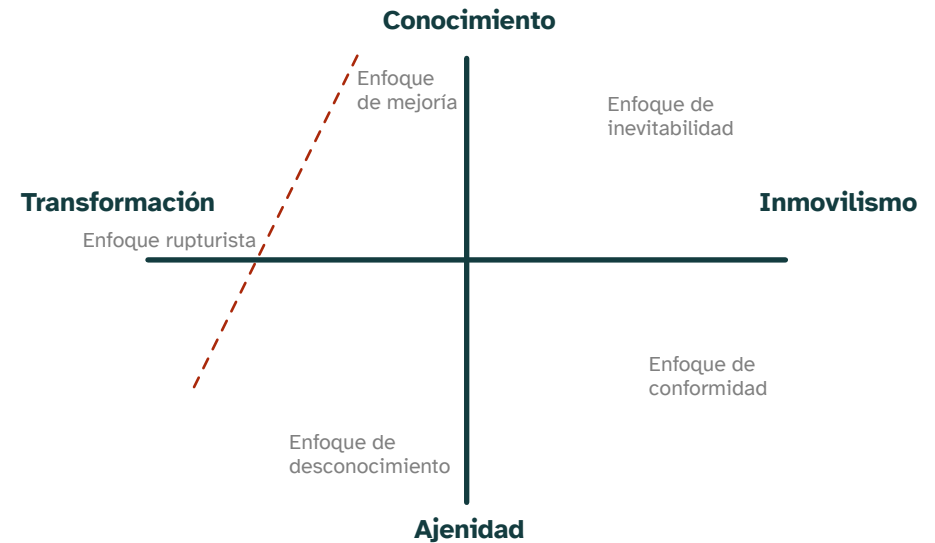 Conocimiento
Enfoque
de mejoría
Enfoque de
inevitabilidad
Transformación
Inmovilismo
Enfoque rupturista
Enfoque de
conformidad
Enfoque de
desconocimiento
Ajenidad